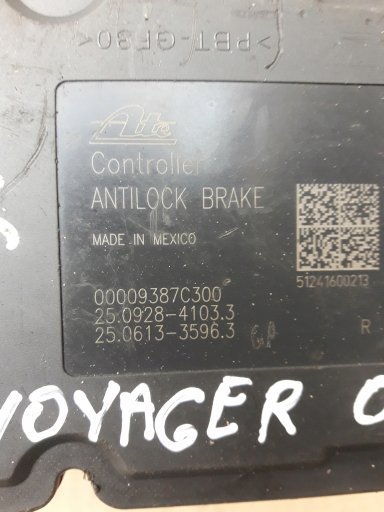 >PBT-GF30<
Ate
Controller
ANTILOCK BRAKE
MADE IN MEXICO
51241600213
00009387C300
25.0928-4103.3
25.0613-3596.3
R
VOYAGER